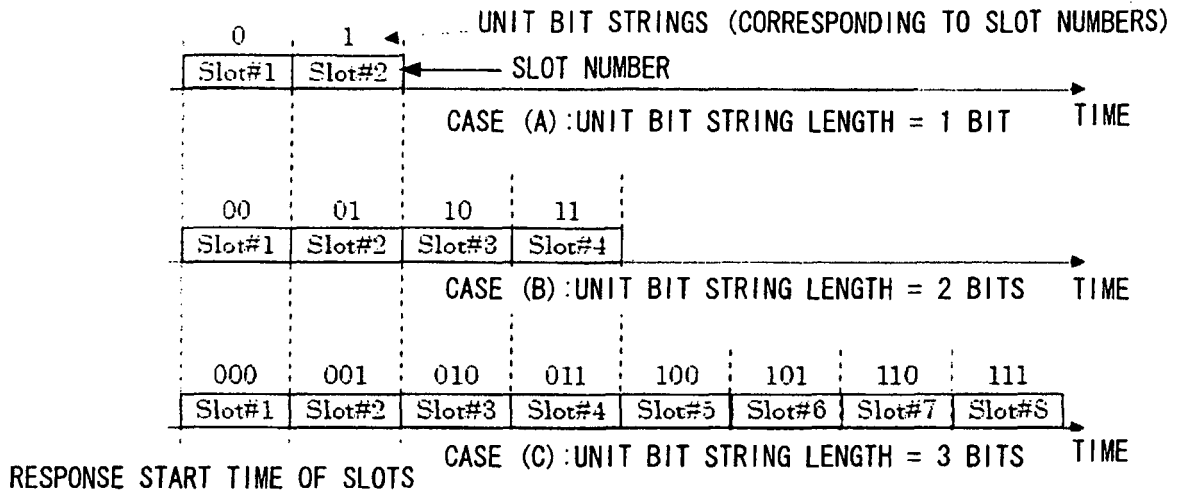 UNIT BIT STRINGS (CORRESPONDING TO SLOT NUMBERS)
0 1
Slot#1 Slot#2 SLOT NUMBER
CASE (A):UNIT BIT STRING LENGTH = 1 BIT TIME
00 01 10 11
Slot#1 Slot#2 Slot#3 Slot#4
CASE (B):UNIT BIT STRING LENGTH = 2 BITS TIME
000 001 010 011 100 101 110 111
Slot#1 Slot#2 Slot#3 Slot#4 Slot#5 Slot#6 Slot#7 Slot#8
CASE (C):UNIT BIT STRING LENGTH = 3 BITS TIME
RESPONSE START TIME OF SLOTS